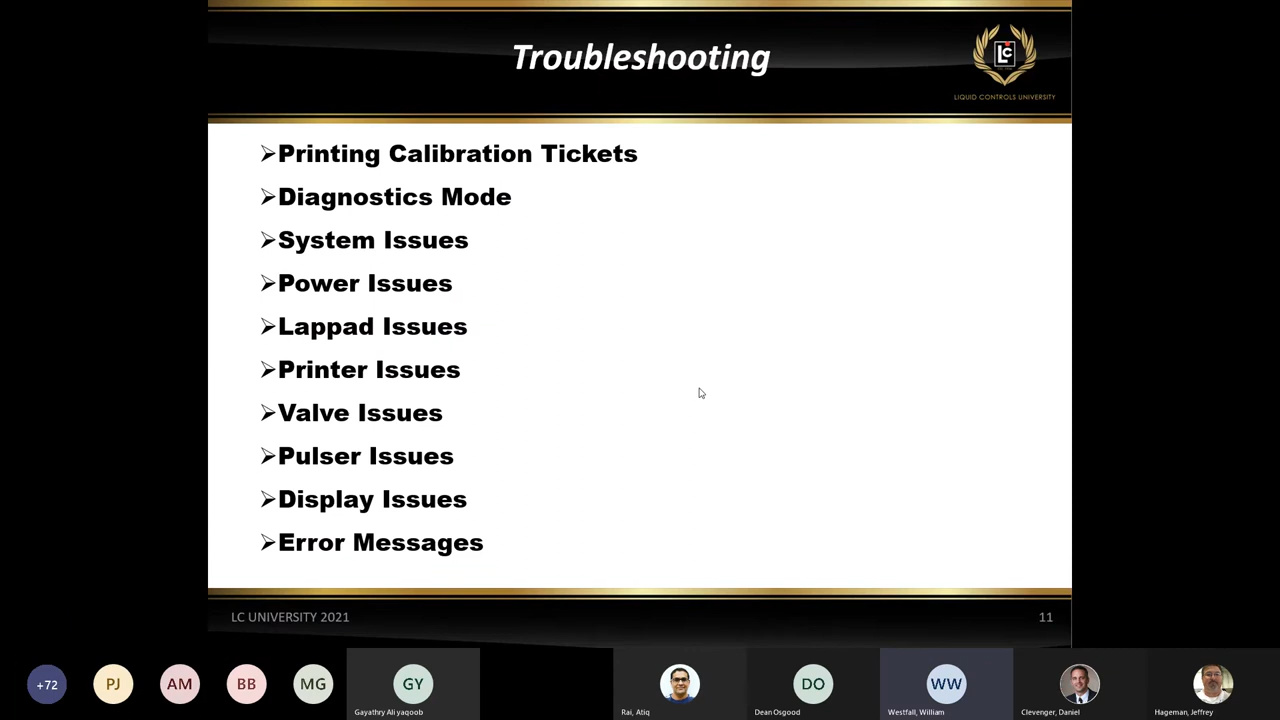 Troubleshooting
LC
LIQUID CONTROLS UNIVERSITY
➢Printing Calibration Tickets
➢Diagnostics Mode
➢System Issues
➢Power Issues
➢Lappad Issues
➢Printer Issues
➢Valve Issues
➢Pulser Issues
➢Display Issues
➢Error Messages
LC UNIVERSITY 2021
11
+72
PJ
AM
BB
MG
GY
DO
WW
Gayathry Ali yaqoob
Rai, Atiq
Dean Osgood
Westfall, William
Clevenger, Daniel
Hageman, Jeffrey